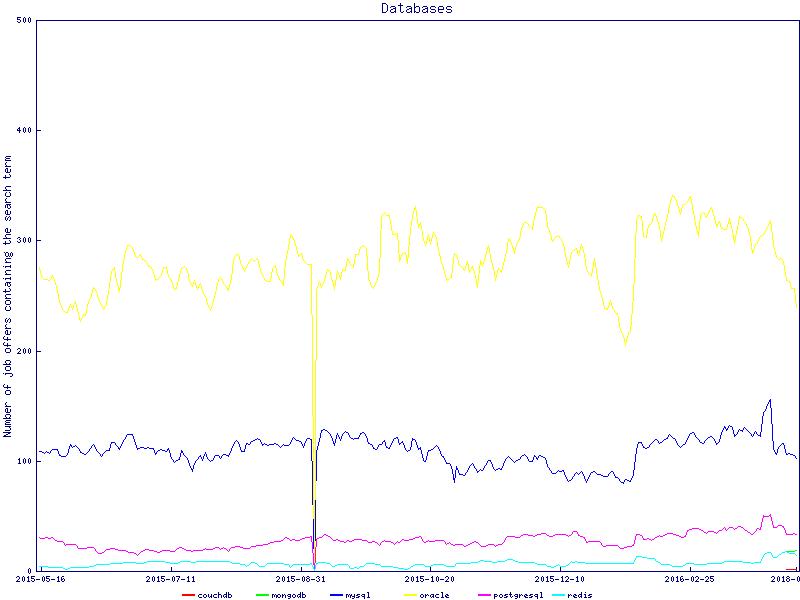 Databases
Number of job offers containing the search term
500
400
300
200
100
0
2015-05-16 2015-07-11 2015-08-31 2015-10-20 2015-12-10 2016-02-25 2018-0
couchdb mongodb mysql oracle postgresql redis